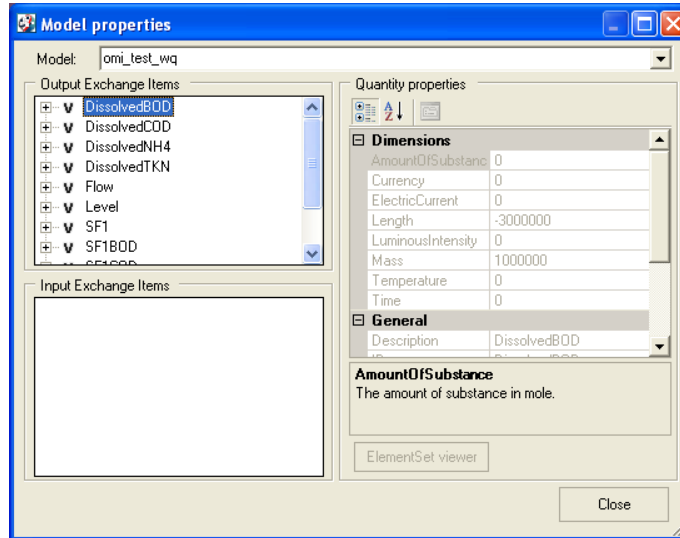 Model properties
Model: omi_test_wq
Output Exchange Items
DissolvedBOD
DissolvedCOD
DissolvedNH4
DissolvedTKN
Flow
Level
SF1
SF1BOD
Input Exchange Items
Quantity properties
Dimensions
AmountOfSubstanc 0
Currency 0
ElectricCurrent 0
Length -3000000
LuminousIntensity 0
Mass 1000000
Temperature 0
Time 0
General
Description DissolvedBOD
AmountOfSubstance
The amount of substance in mole.
ElementSet viewer
Close